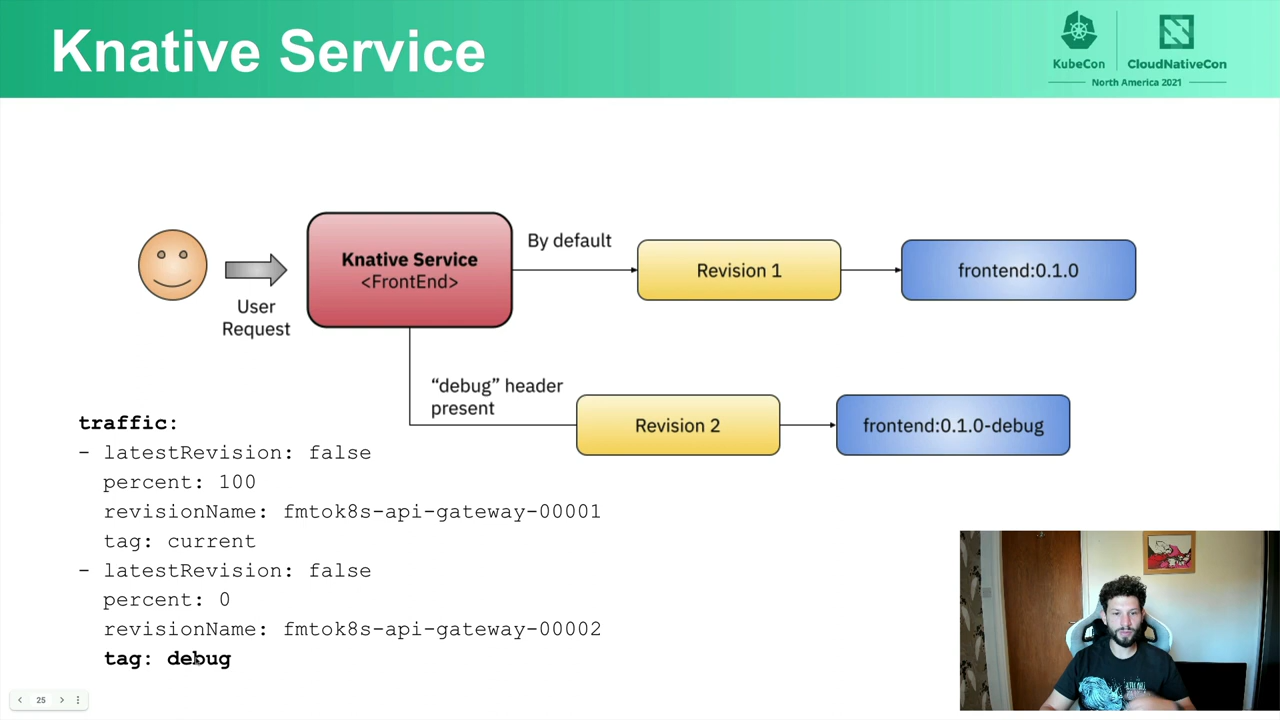 Knative Service
KubeCon
CloudNativeCon
North America 2021
User
Request
Knative Service
<FrontEnd>
By default
Revision 1
frontend:0.1.0
“debug” header
present
Revision 2
frontend:0.1.0-debug
traffic:
- latestRevision: false
percent: 100
revisionName: fmtok8s-api-gateway-00001
tag: current
- latestRevision: false
percent: 0
revisionName: fmtok8s-api-gateway-00002
tag: debug
25